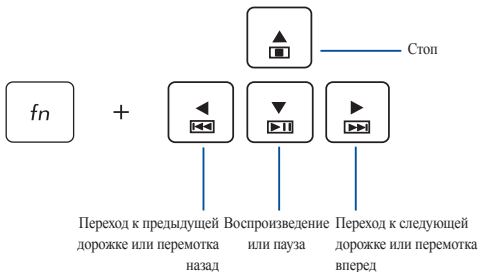 Стоп
fn +
Переход к предыдущей
дорожке или перемотка
назад
Воспроизведение
или пауза
Переход к следующей
дорожке или перемотка
вперед